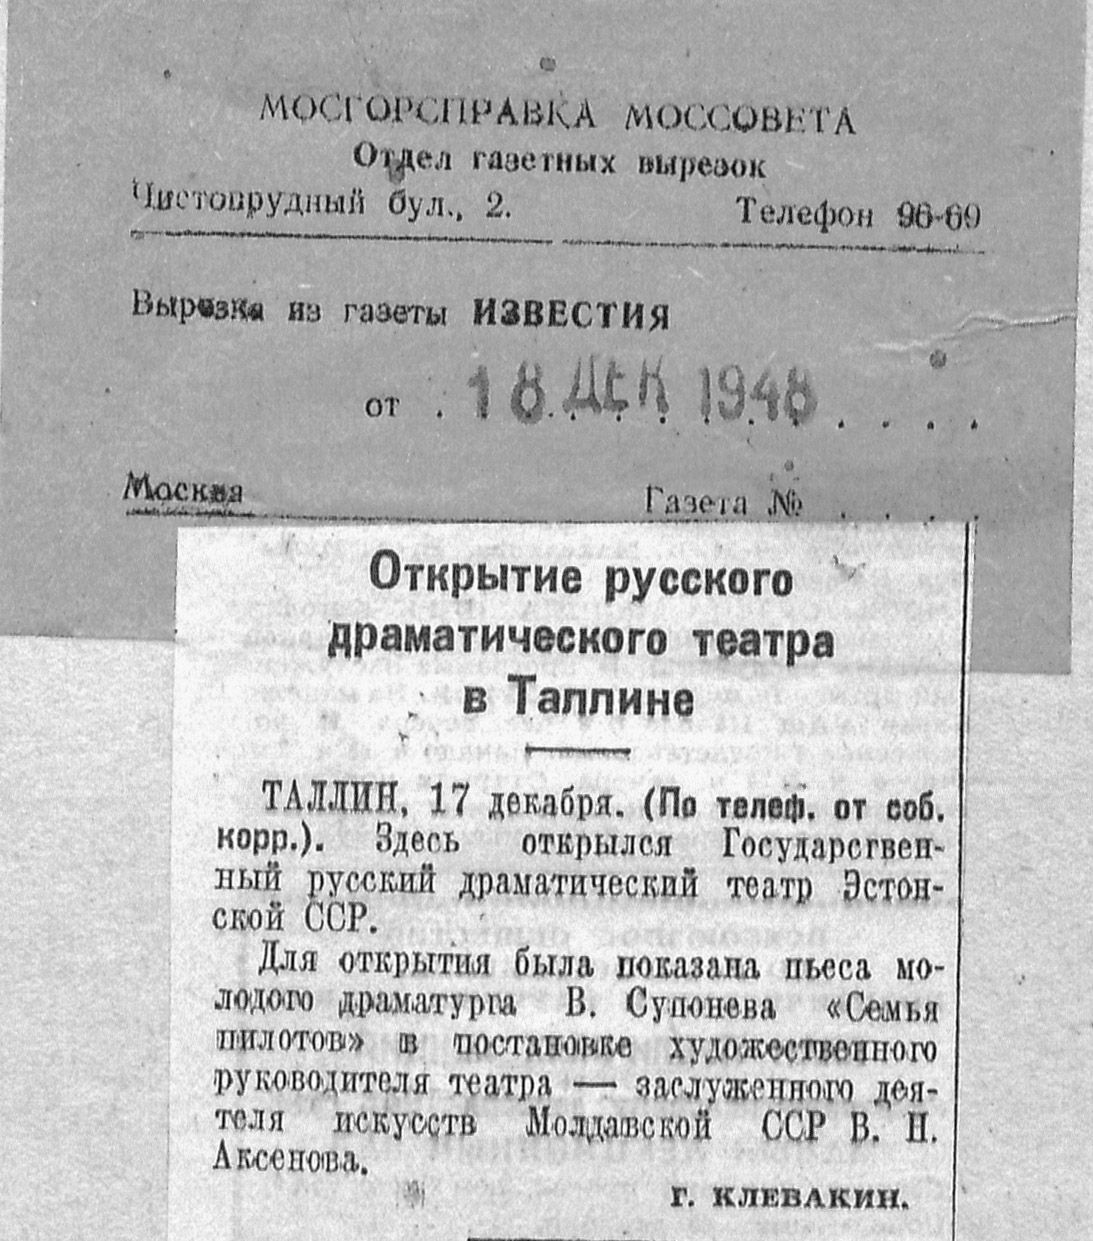 МОСГОРСПРАВКА МОССОВЕТА
Отдел газетных вырезок
Чистопрудный бул., 2. Телефон 96-69
Вырезка из газеты ИЗВЕСТИЯ
от . 18 ДЕК 1948 . . . .
Москва Газета № . . . .
Открытие русского
драматического театра
в Таллине
ТАЛЛИН, 17 декабря. (По телеф. от соб.
корр.). Здесь открылся Государствен-
ный русский драматический театр Эстон-
ской ССР.
Для открытия была показана пьеса мо-
лодого драматурга В. Супонева «Семья
пилотов» в постановке художественного
руководителя театра — заслуженного дея-
теля искусств Молдавской ССР В. Н.
Аксенова.
Г. КЛЕВАКИН.